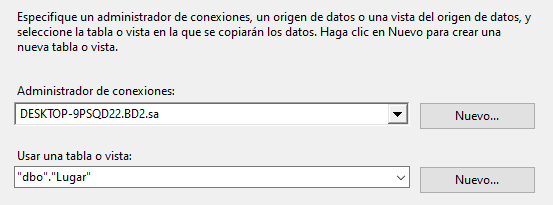 Especifique un administrador de conexiones, un origen de datos o una vista del origen de datos, y
seleccione la tabla o vista en la que se copiarán los datos. Haga clic en Nuevo para crear una
nueva tabla o vista.
Administrador de conexiones:
DESKTOP-9PSQD22.BD2.sa
Nuevo...
Usar una tabla o vista:
"dbo"."Lugar"
Nuevo...